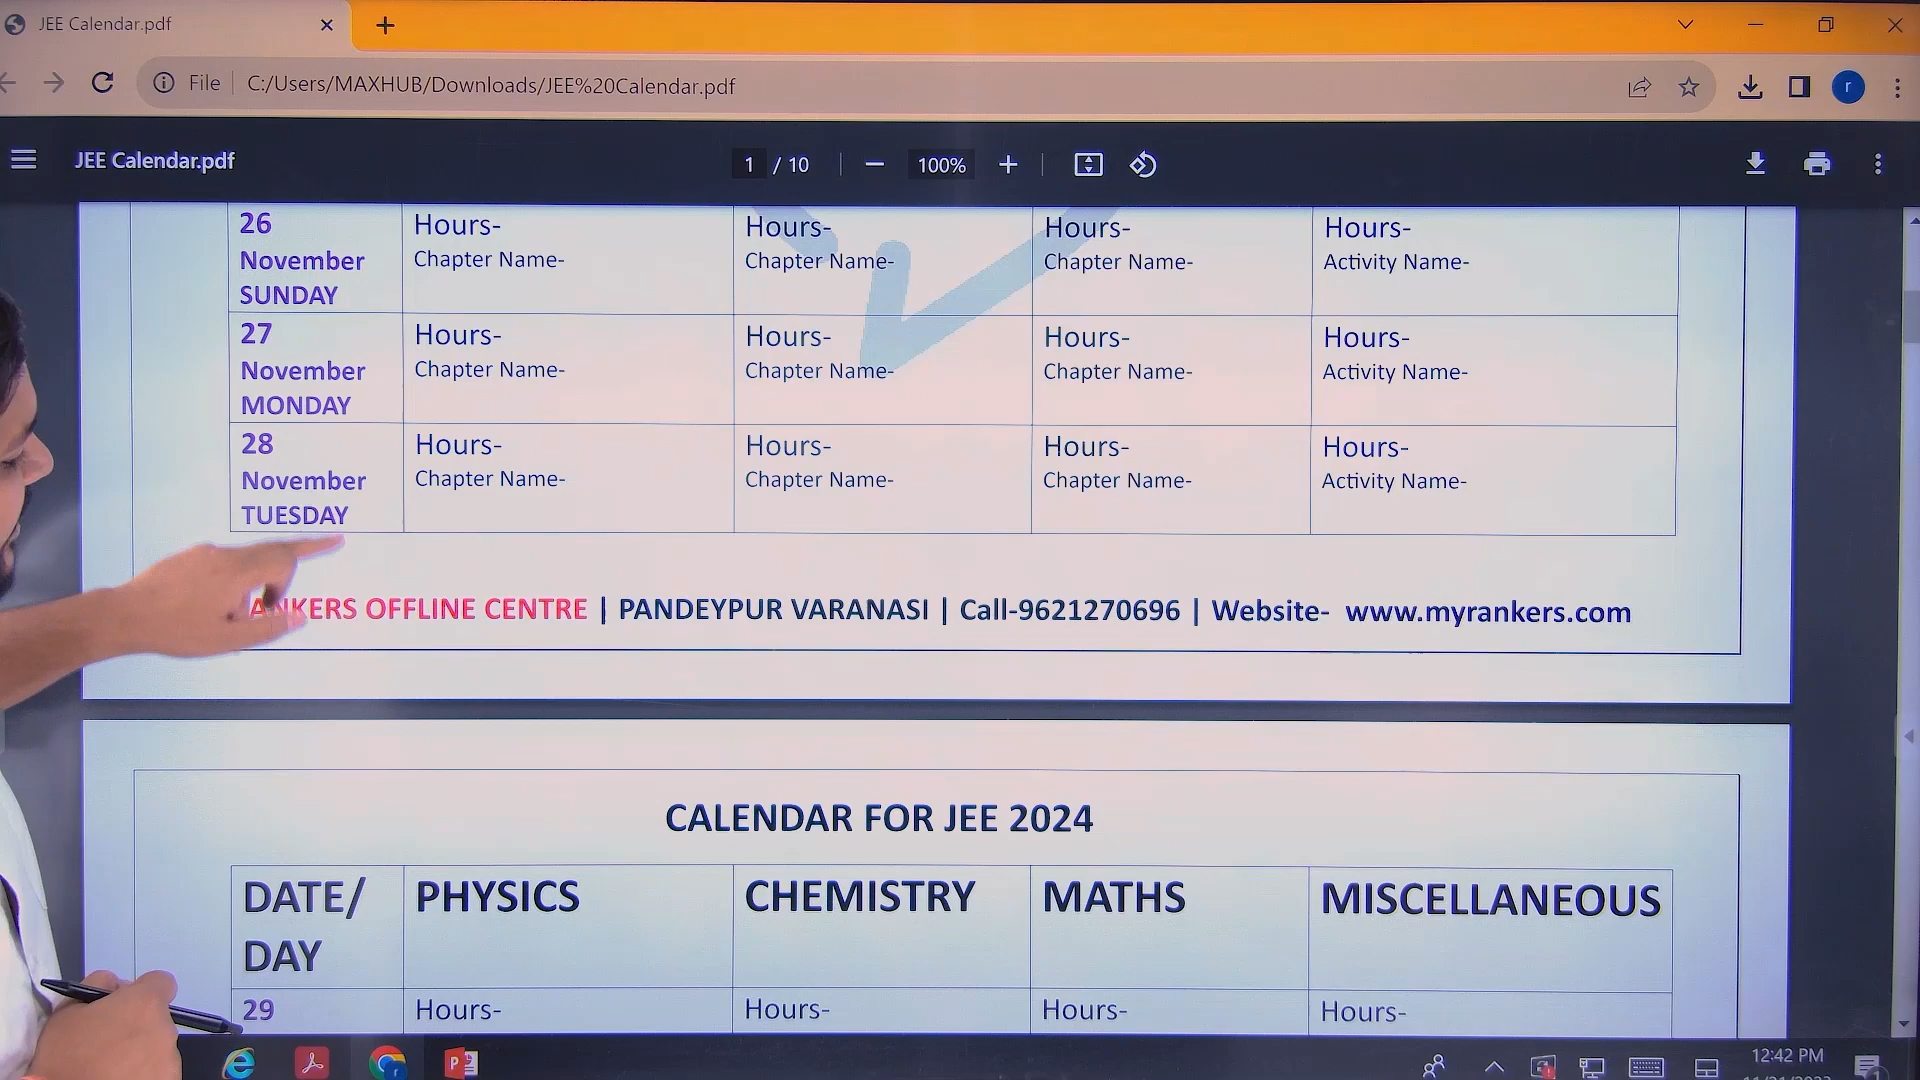 JEE Calendar.pdf
File C:/Users/MAXHUB/Downloads/JEE%20Calendar.pdf
r
JEE Calendar.pdf
1 / 10
100%
26 November SUNDAY
Hours-
Chapter Name-
Hours-
Chapter Name-
Hours-
Chapter Name-
Hours-
Activity Name-
27 November MONDAY
Hours-
Chapter Name-
Hours-
Chapter Name-
Hours-
Chapter Name-
Hours-
Activity Name-
28 November TUESDAY
Hours-
Chapter Name-
Hours-
Chapter Name-
Hours-
Chapter Name-
Hours-
Activity Name-
ANKERS OFFLINE CENTRE | PANDEYPUR VARANASI | Call-9621270696 | Website- www.myrankers.com
CALENDAR FOR JEE 2024
DATE/ DAY
PHYSICS
CHEMISTRY
MATHS
MISCELLANEOUS
29
Hours-
Hours-
Hours-
Hours-
12:42 PM